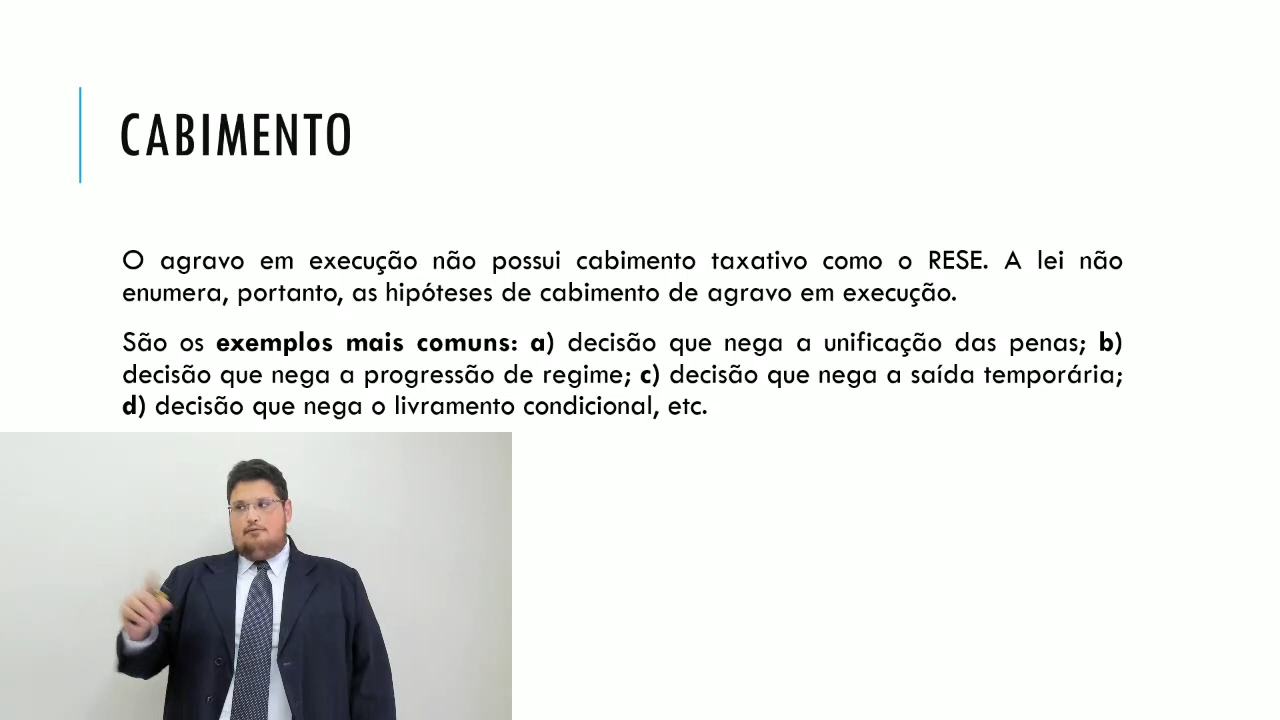 CABIMENTO
O agravo em execução não possui cabimento taxativo como o RESE. A lei não
enumera, portanto, as hipóteses de cabimento de agravo em execução.
São os exemplos mais comuns: a) decisão que nega a unificação das penas; b)
decisão que nega a progressão de regime; c) decisão que nega a saída temporária;
d) decisão que nega o livramento condicional, etc.